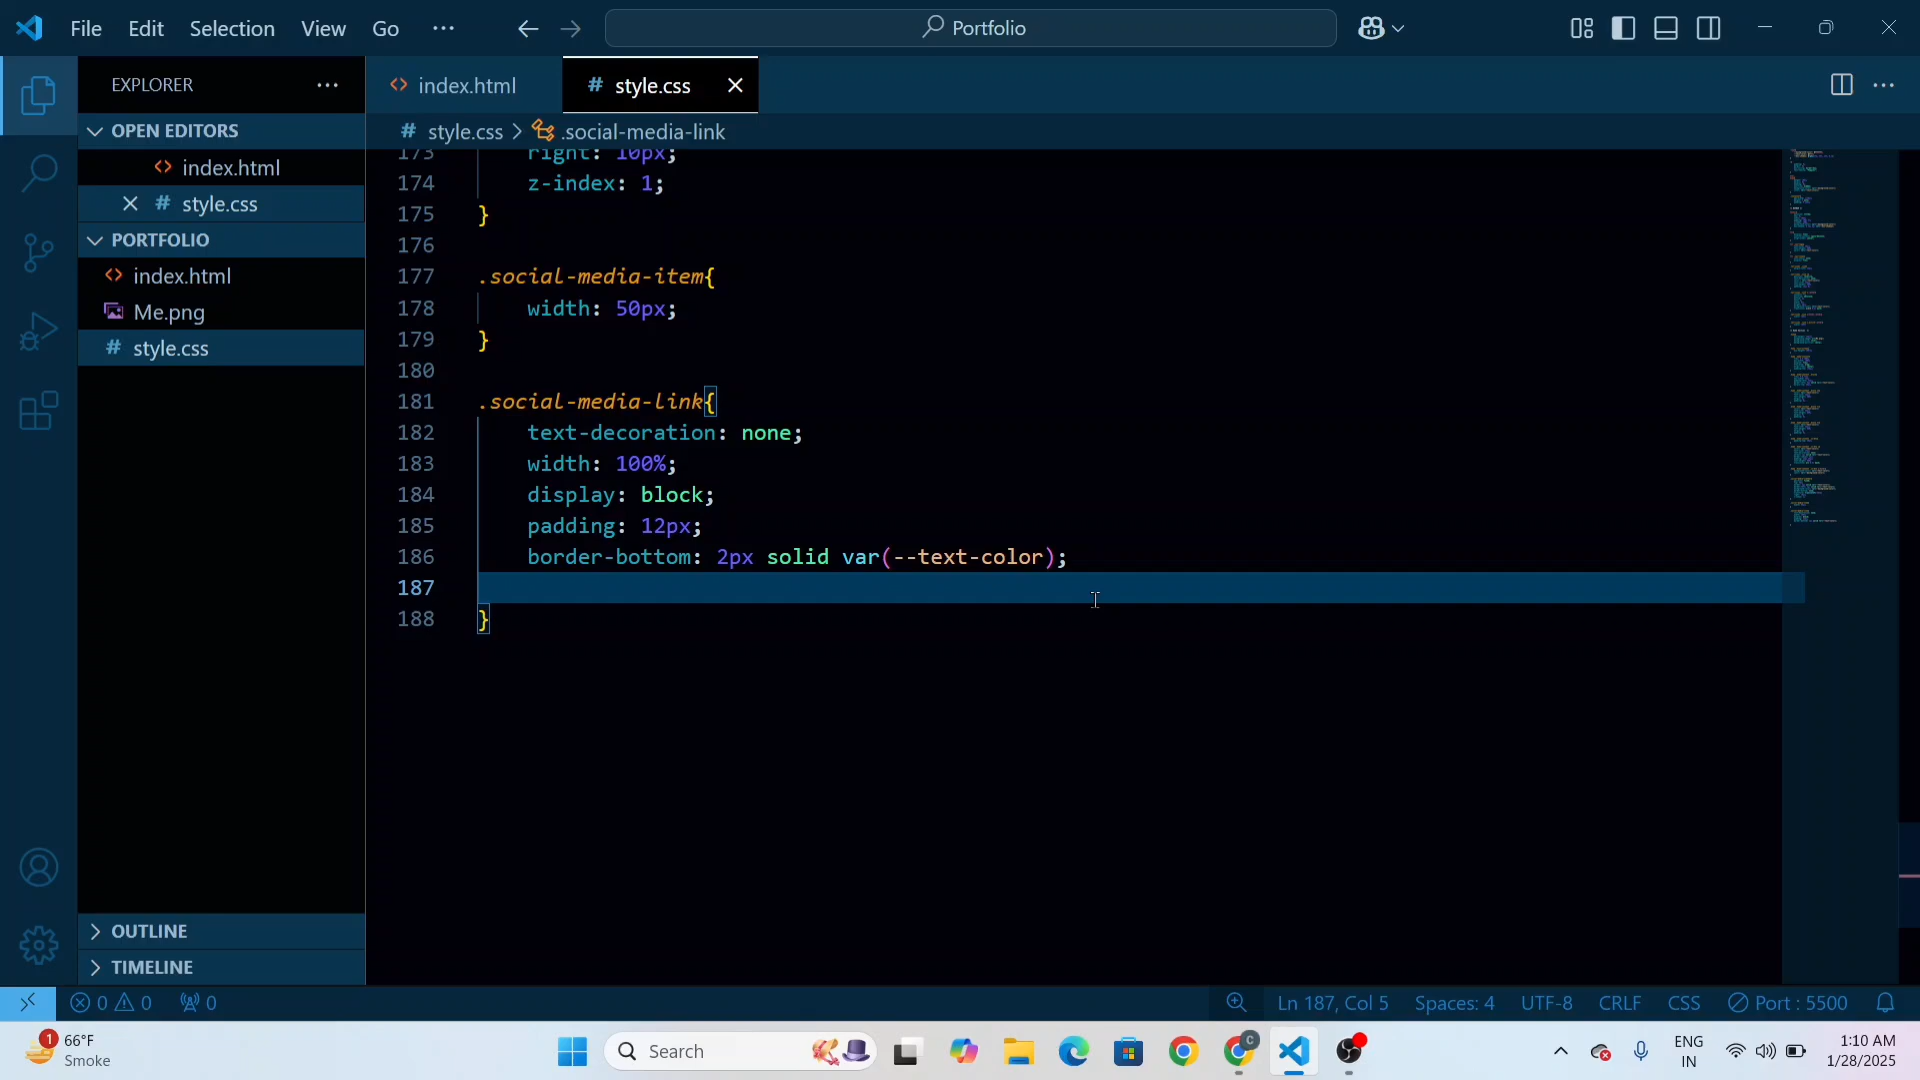 File Edit Selection View Go ··· Portfolio
EXPLORER ···
index.html
style.css
OPEN EDITORS
index.html
style.css
PORTFOLIO
index.html
Me.png
style.css
OUTLINE
TIMELINE
style.css > .social-media-link
173 right: 10px;
174 z-index: 1;
175 }
176
177 .social-media-item{
178 width: 50px;
179 }
180
181 .social-media-link{
182 text-decoration: none;
183 width: 100%;
184 display: block;
185 padding: 12px;
186 border-bottom: 2px solid var(--text-color);
187
188 }
0 0 0 Ln 187, Col 5 Spaces: 4 UTF-8 CRLF CSS Port : 5500
1 66°F
Smoke
Search
C
ENG
IN
1:10 AM
1/28/2025